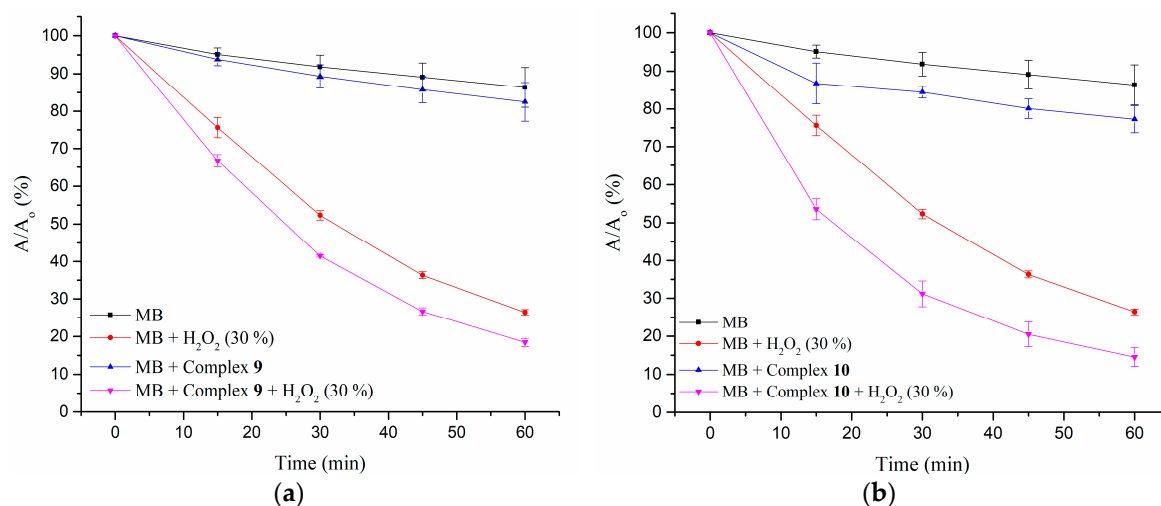 100
90
80
70
60
50
40
30
20
10
0
A/A₀ (%)
MB
MB + H₂O₂ (30 %)
MB + Complex 9
MB + Complex 9 + H₂O₂ (30 %)
0 10 20 30 40 50 60
Time (min)
(a)
100
90
80
70
60
50
40
30
20
10
0
A/A₀ (%)
MB
MB + H₂O₂ (30 %)
MB + Complex 10
MB + Complex 10 + H₂O₂ (30 %)
0 10 20 30 40 50 60
Time (min)
(b)